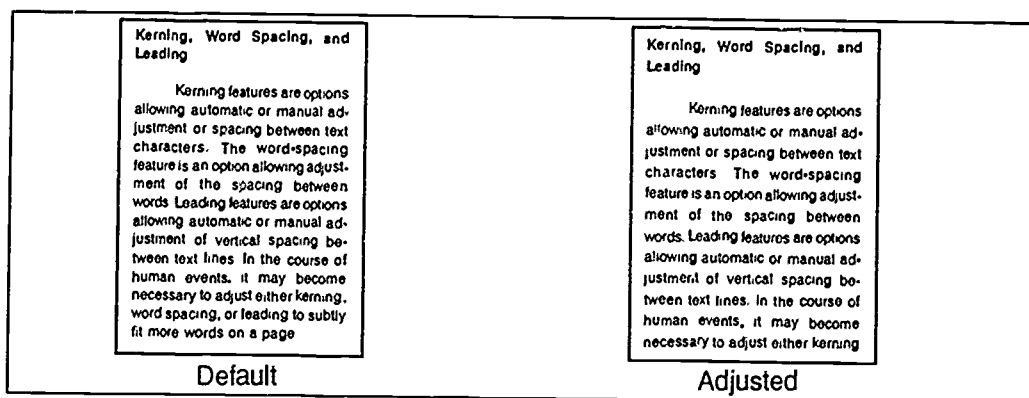 Kerning, Word Spacing, and
Leading
Kerning features are options
allowing automatic or manual ad-
justment or spacing between text
characters. The word-spacing
feature is an option allowing adjust-
ment of the spacing between
words Leading features are options
allowing automatic or manual ad-
justment of vertical spacing be-
tween text lines In the course of
human events, it may become
necessary to adjust either kerning,
word spacing, or leading to subtly
fit more words on a page
Default
Kerning, Word Spacing, and
Leading
Kerning features are options
allowing automatic or manual ad-
justment or spacing between text
characters The word-spacing
feature is an option allowing adjust-
ment of the spacing between
words. Leading features are options
allowing automatic or manual ad-
justment of vertical spacing be-
tween text lines. In the course of
human events, it may become
necessary to adjust either kerning
Adjusted